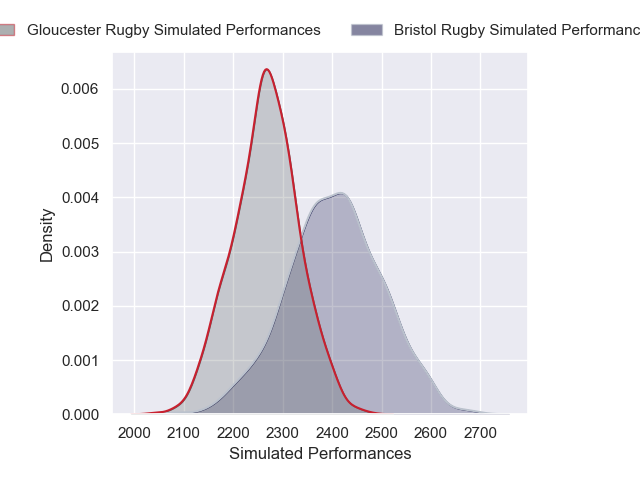 Gloucester Rugby Simulated Performances
Bristol Rugby Simulated Performanc
0.006
0.005
0.004
0.003
0.002
0.001
0.000
Density
2000 2100 2200 2300 2400 2500 2600 2700
Simulated Performances